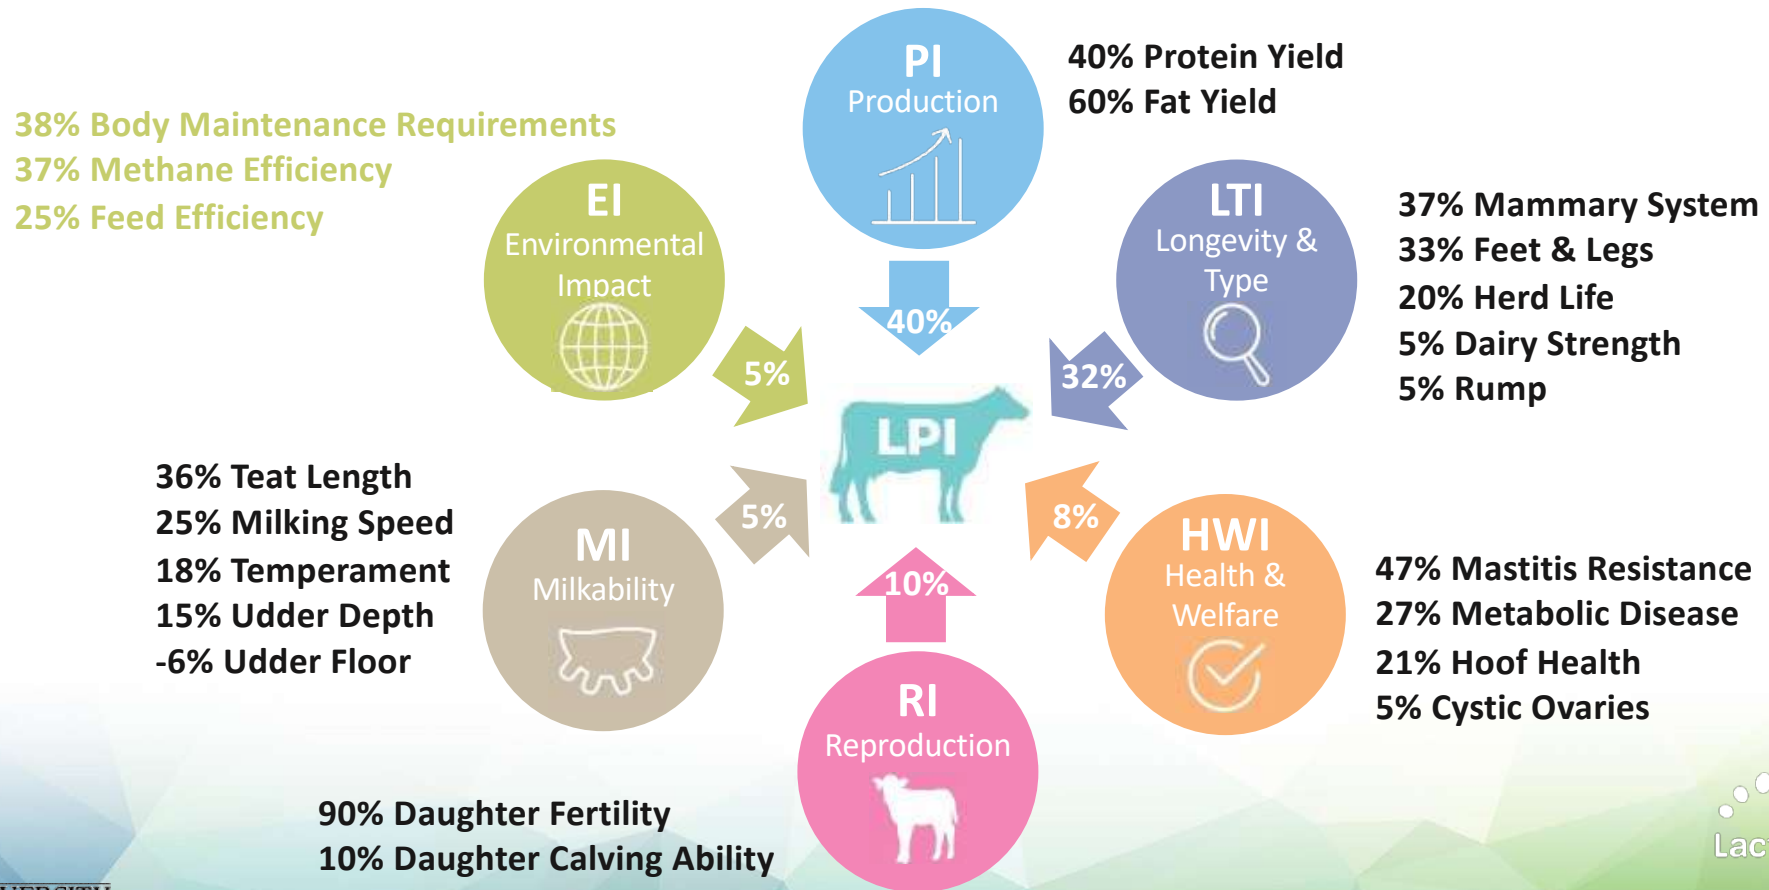 PI
Production
40% Protein Yield
60% Fat Yield
40%
38% Body Maintenance Requirements
37% Methane Efficiency
25% Feed Efficiency
EI
Environmental
Impact
5%
LTI
Longevity &
Type
32%
37% Mammary System
33% Feet & Legs
20% Herd Life
5% Dairy Strength
5% Rump
LPI
36% Teat Length
25% Milking Speed
18% Temperament
15% Udder Depth
-6% Udder Floor
MI
Milkability
5%
HWI
Health &
Welfare
8%
47% Mastitis Resistance
27% Metabolic Disease
21% Hoof Health
5% Cystic Ovaries
10%
RI
Reproduction
90% Daughter Fertility
10% Daughter Calving Ability
Lact